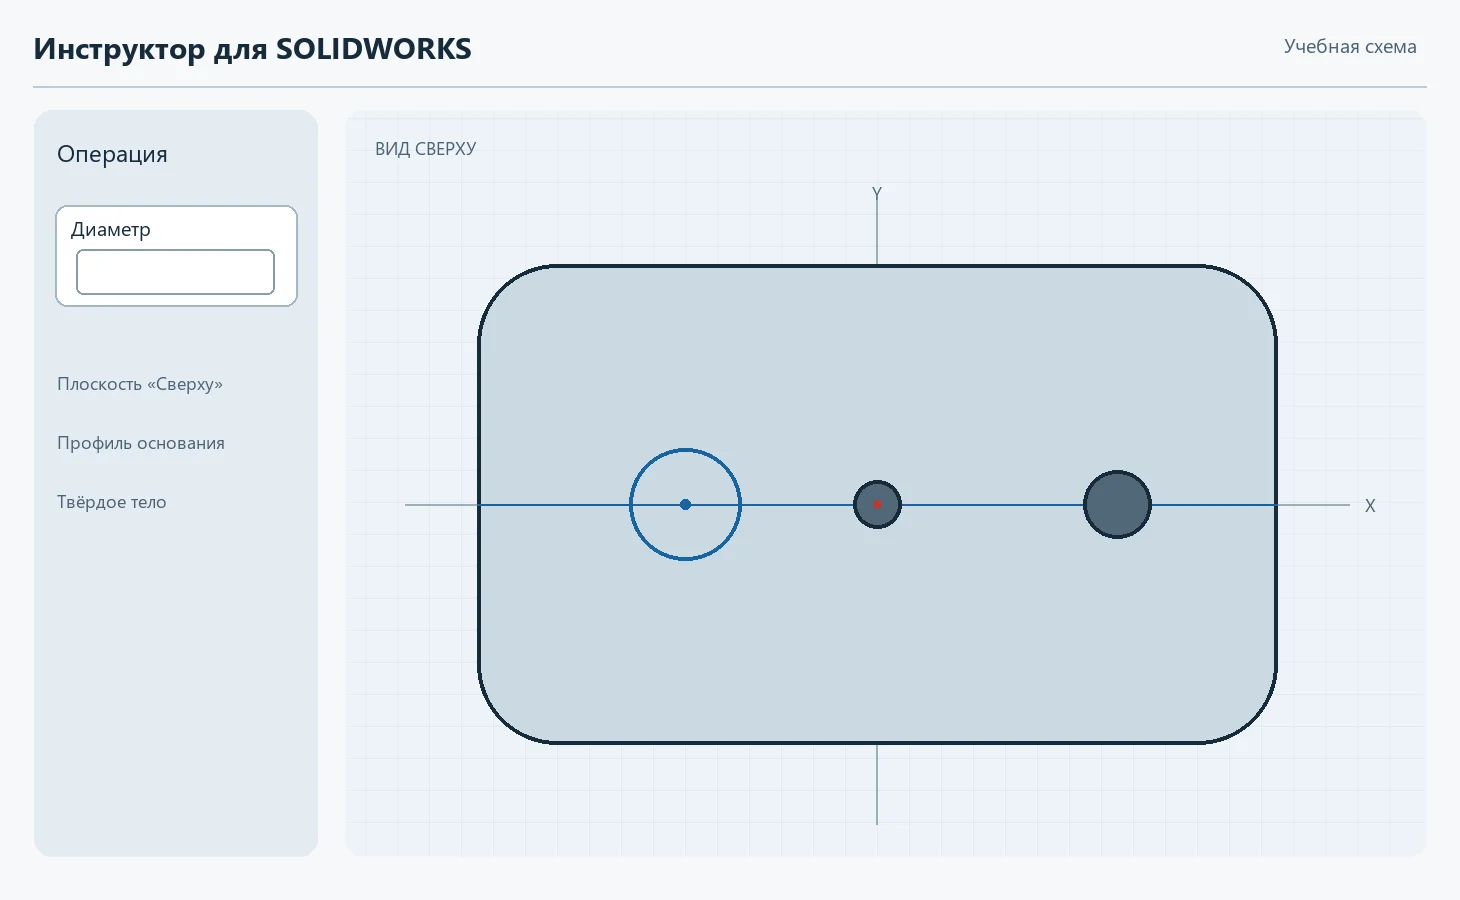 Инструктор для SOLIDWORKS
Учебная схема
Операция
Диаметр
Плоскость «Сверху»
Профиль основания
Твёрдое тело
ВИД СВЕРХУ
Y
X